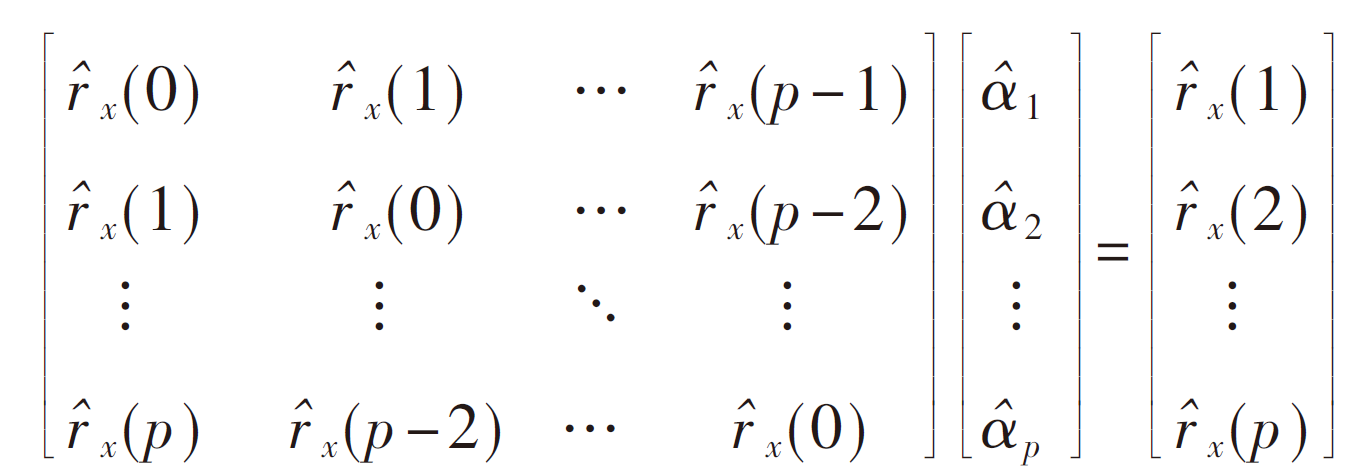 r̂ₓ(0) r̂ₓ(1) ⋯ r̂ₓ(p−1) α̂₁ r̂ₓ(1)
r̂ₓ(1) r̂ₓ(0) ⋯ r̂ₓ(p−2) α̂₂ = r̂ₓ(2)
⋮ ⋮ ⋱ ⋮ ⋮ ⋮
r̂ₓ(p) r̂ₓ(p−2) ⋯ r̂ₓ(0) α̂ₚ r̂ₓ(p)